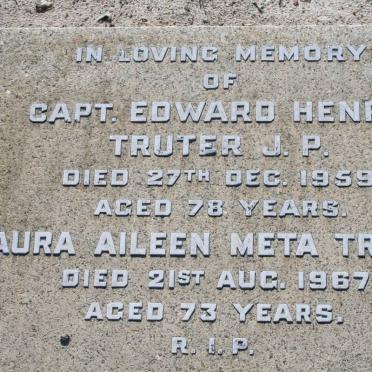 IN LOVING MEMORY
OF
CAPT. EDWARD HENR
TRUTER J. P.
DIED 27TH DEC. 1959
AGED 78 YEARS.
AURA AILEEN META TR
DIED 21ST AUG. 1967
AGED 73 YEARS.
R. I. P.